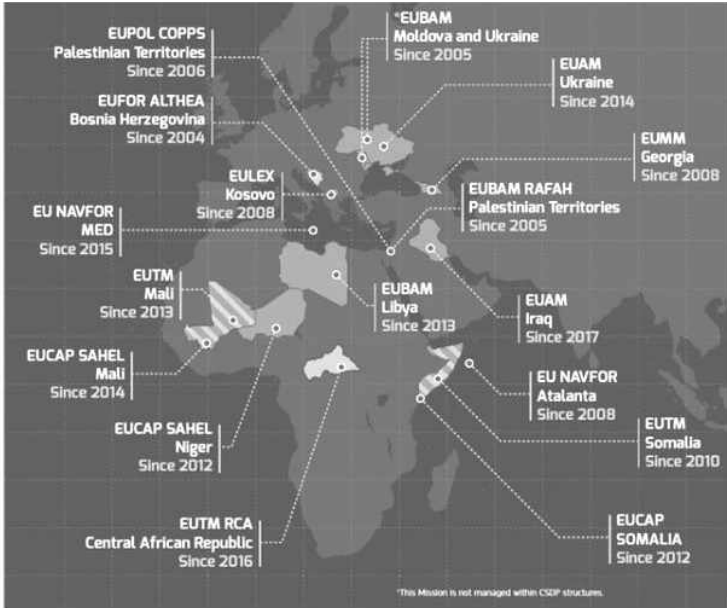 EUPOL COPPS
Palestinian Territories
Since 2006
*EUBAM
Moldova and Ukraine
Since 2005
EUAM
Ukraine
Since 2014
EUFOR ALTHEA
Bosnia Herzegovina
Since 2004
EUMM
Georgia
Since 2008
EULEX
Kosovo
Since 2008
EUBAM RAFAH
Palestinian Territories
Since 2005
EU NAVFOR
MED
Since 2015
EUTM
Mali
Since 2013
EUBAM
Libya
Since 2013
EUAM
Iraq
Since 2017
EUCAP SAHEL
Mali
Since 2014
EU NAVFOR
Atalanta
Since 2008
EUCAP SAHEL
Niger
Since 2012
EUTM
Somalia
Since 2010
EUTM RCA
Central African Republic
Since 2016
EUCAP
SOMALIA
Since 2012
*This Mission is not managed within CSDP structures.